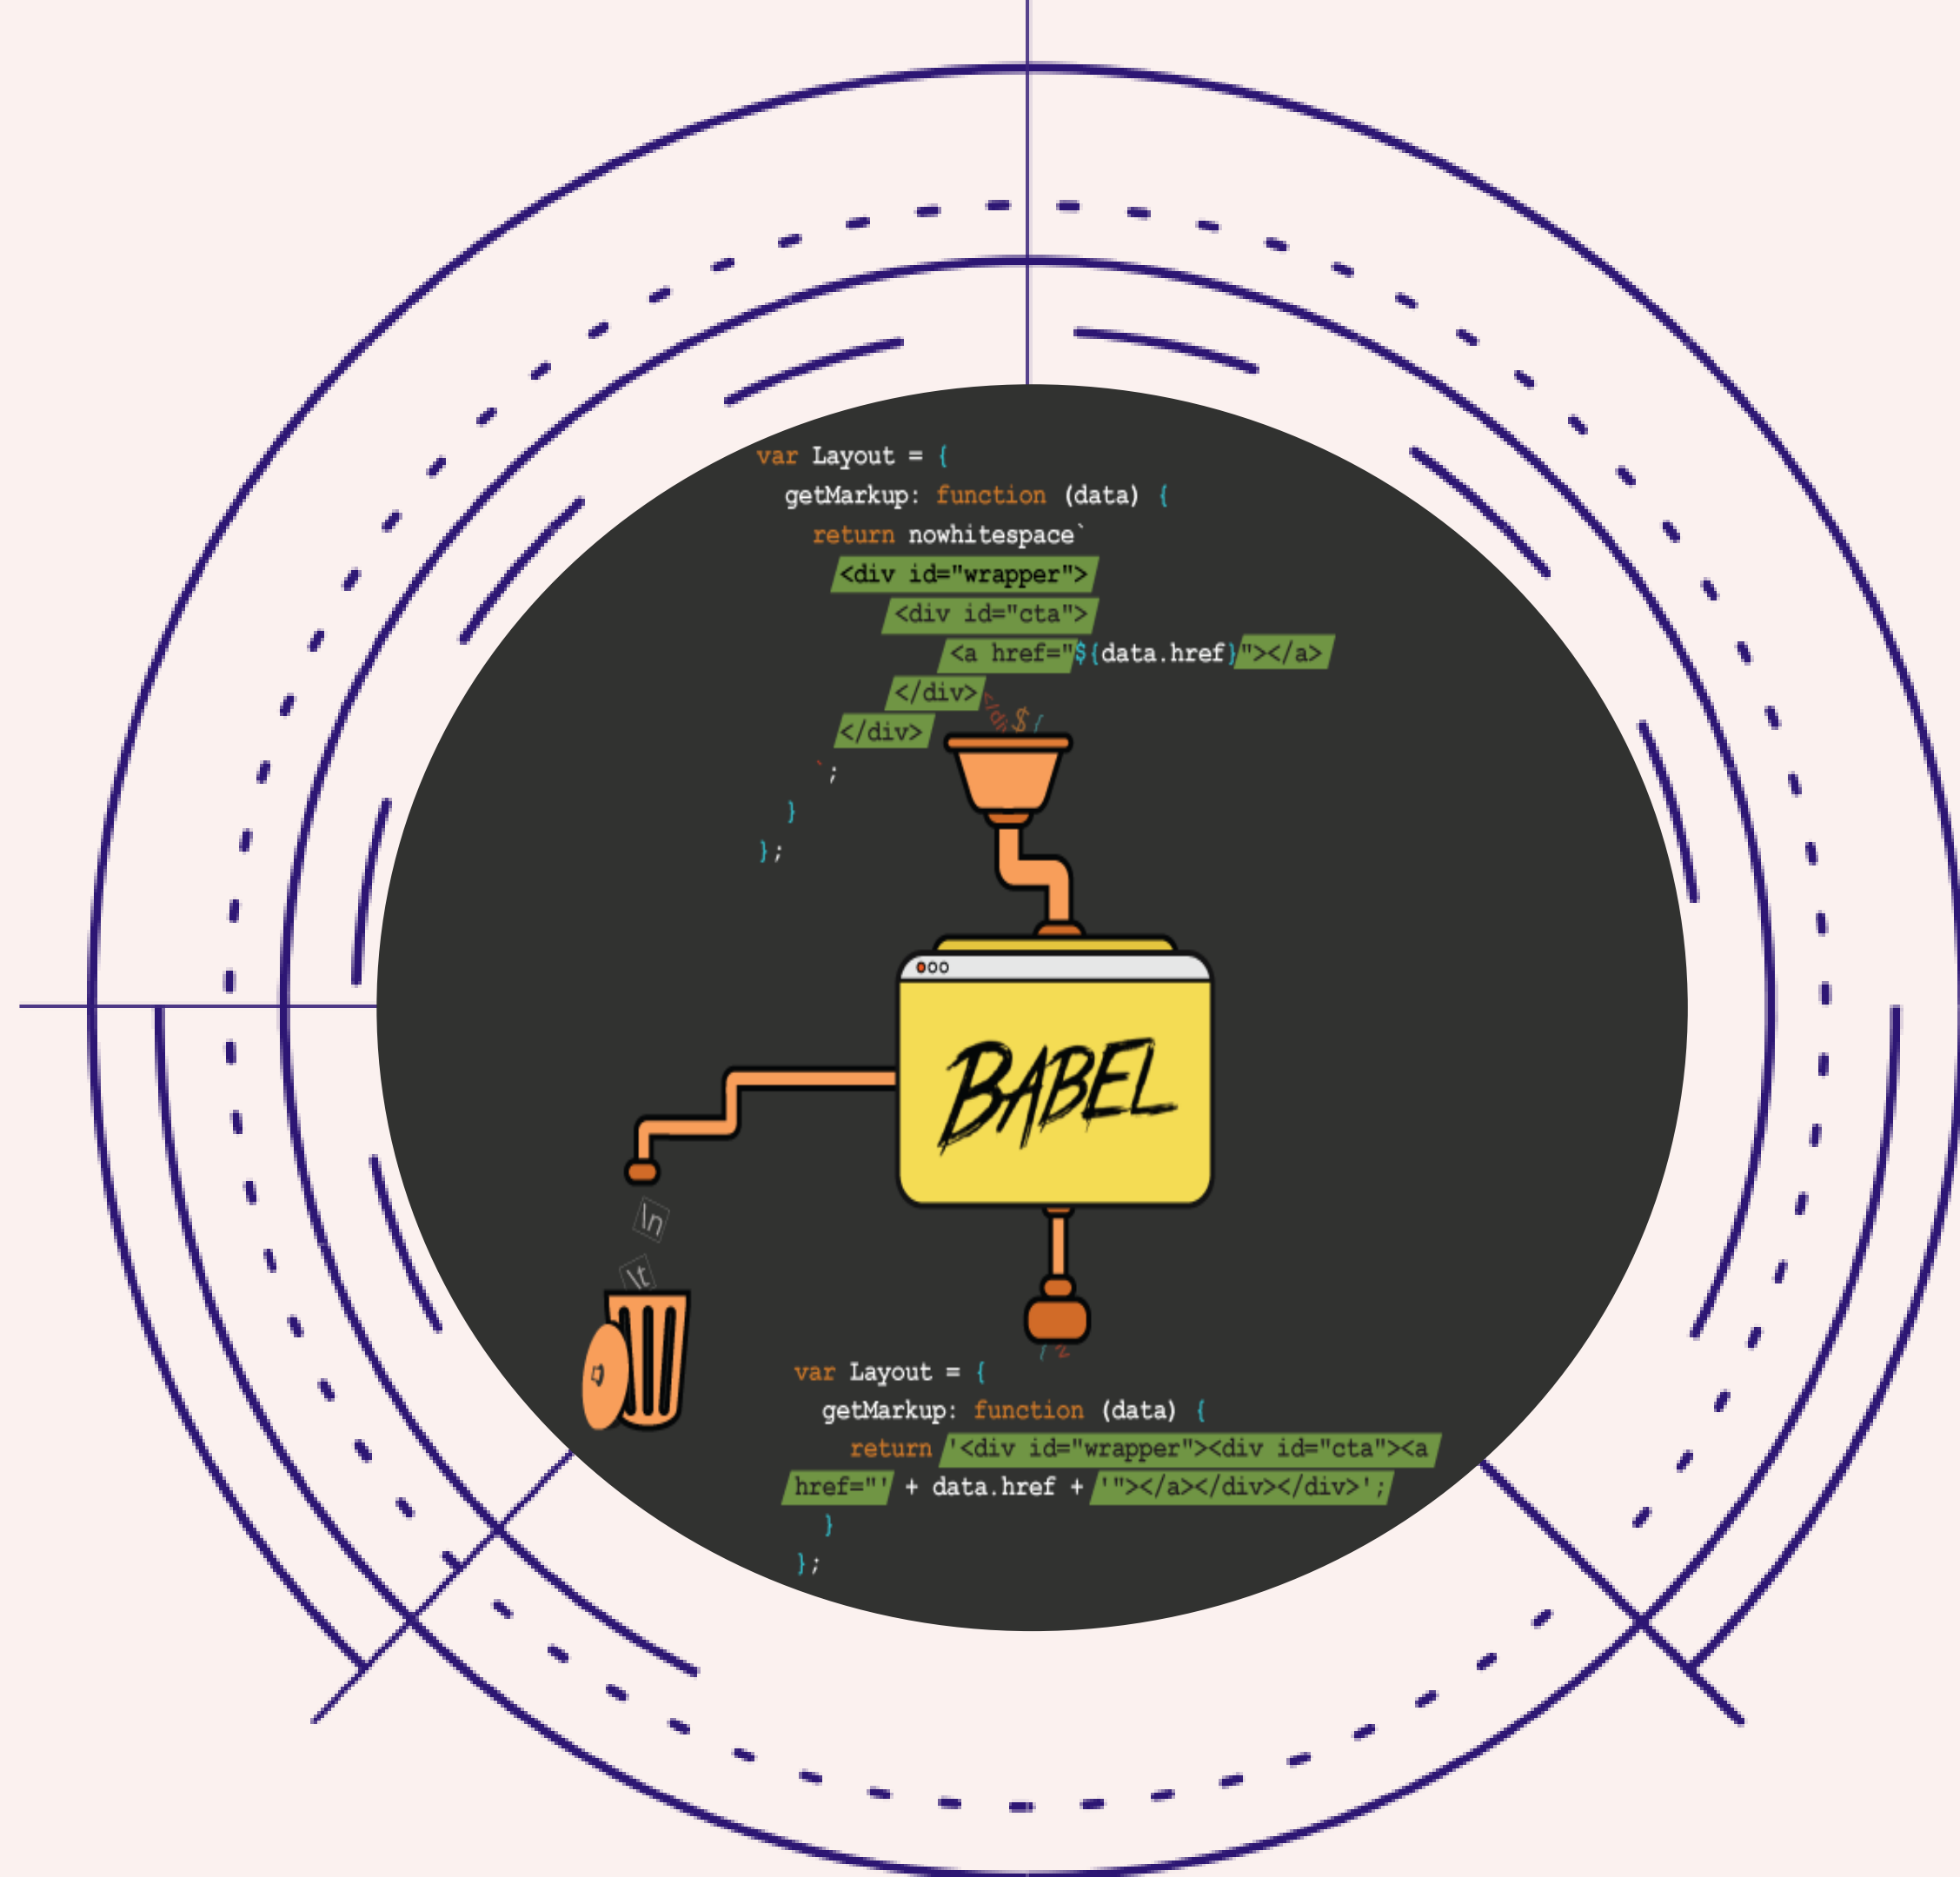 var Layout = {
  getMarkup: function (data) {
    return nowhitespace`
      <div id="wrapper">
          <div id="cta">
              <a href="${data.href}"></a>
          </div>
      </div>
    `;
  }
};
</di
${
BABEL
\n
\t
var Layout = {
  getMarkup: function (data) {
    return '<div id="wrapper"><div id="cta"><a
href="' + data.href + '"></a></div></div>';
  }
};